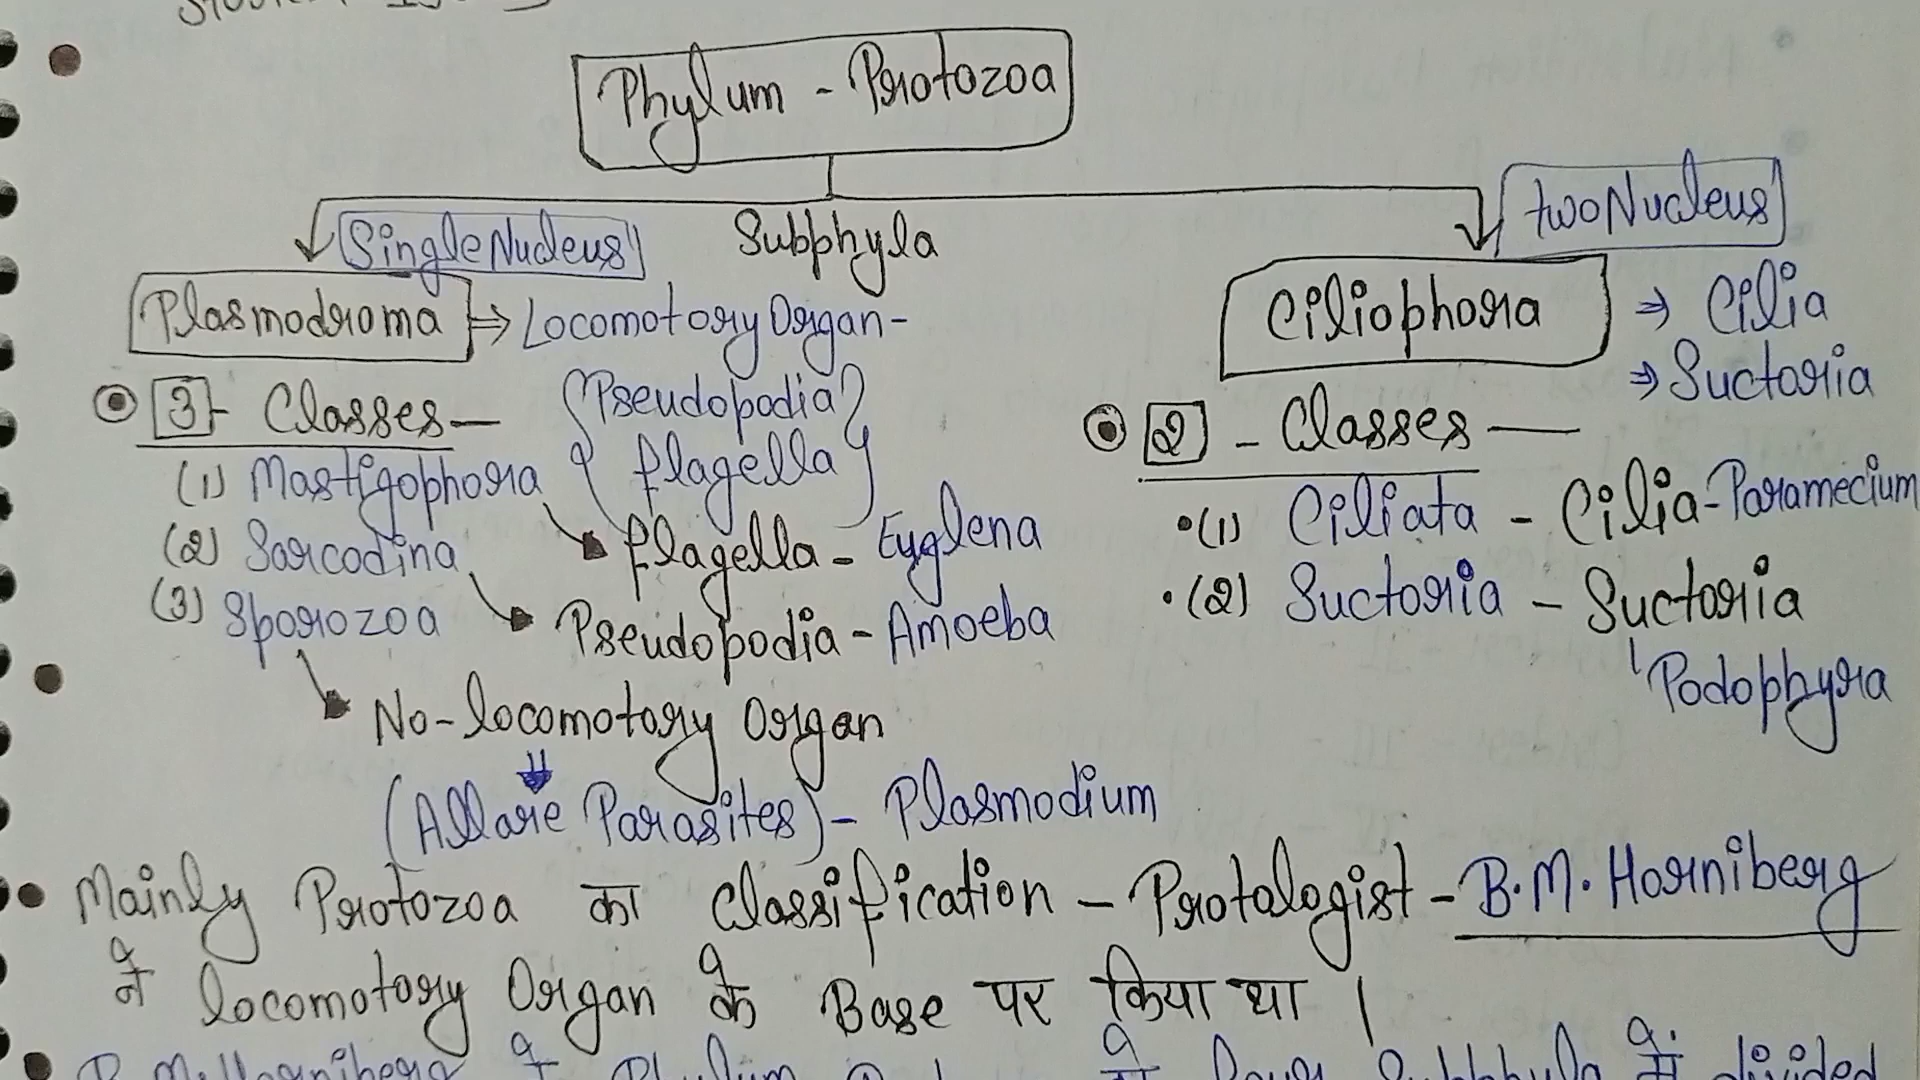 Phylum - Protozoa
Single Nucleus
Subphyla
two Nucleus
Plasmodroma ⇒ Locomotory Organ-
{Pseudopodia
flagella}
Ciliophora
⇒ Cilia
⇒ Suctoria
3 - Classes —
(1) Mastigophora
flagella - Euglena
(2) Sarcodina
Pseudopodia - Amoeba
(3) Sporozoa
No-locomotory Organ
(All are Parasites) - Plasmodium
2 - Classes —
(1) Ciliata - Cilia - Paramecium
(2) Suctoria - Suctoria
Podophyra
• Mainly Protozoa का classification - Protalogist - B.M. Horniberg
ने locomotory Organ के Base पर किया था ।